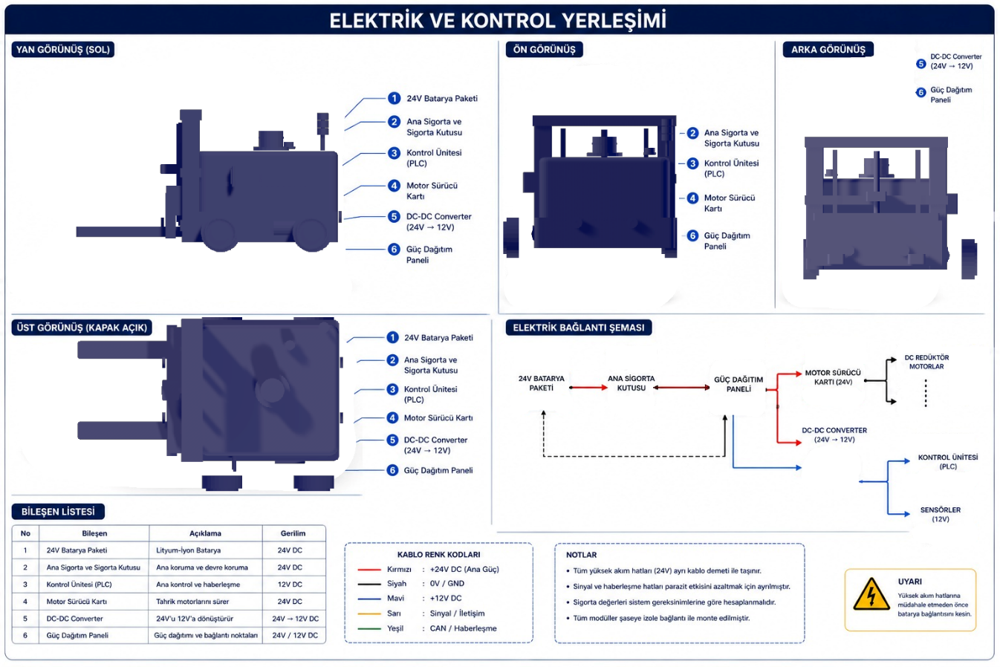 ELEKTRİK VE KONTROL YERLEŞİMİ
YAN GÖRÜNÜŞ (SOL)
1 24V Batarya Paketi
2 Ana Sigorta ve
Sigorta Kutusu
3 Kontrol Ünitesi
(PLC)
4 Motor Sürücü
Kartı
5 DC-DC Converter
(24V → 12V)
6 Güç Dağıtım
Paneli
ÖN GÖRÜNÜŞ
2 Ana Sigorta ve
Sigorta Kutusu
3 Kontrol Ünitesi
(PLC)
4 Motor Sürücü
Kartı
6 Güç Dağıtım
Paneli
ARKA GÖRÜNÜŞ
5 DC-DC Converter
(24V → 12V)
6 Güç Dağıtım
Paneli
ÜST GÖRÜNÜŞ (KAPAK AÇIK)
1 24V Batarya Paketi
2 Ana Sigorta ve
Sigorta Kutusu
3 Kontrol Ünitesi
(PLC)
4 Motor Sürücü Kartı
5 DC-DC Converter
(24V → 12V)
6 Güç Dağıtım Paneli
ELEKTRİK BAĞLANTI ŞEMASI
24V BATARYA
PAKETİ
ANA SİGORTA
KUTUSU
GÜÇ DAĞITIM
PANELİ
MOTOR SÜRÜCÜ
KARTI (24V)
DC REDÜKTÖR
MOTORLAR
DC-DC CONVERTER
(24V → 12V)
KONTROL ÜNİTESİ
(PLC)
SENSÖRLER
(12V)
BİLEŞEN LİSTESİ
No Bileşen Açıklama Gerilim
1 24V Batarya Paketi Lityum-İyon Batarya 24V DC
2 Ana Sigorta ve Sigorta Kutusu Ana koruma ve devre koruma 24V DC
3 Kontrol Ünitesi (PLC) Ana kontrol ve haberleşme 12V DC
4 Motor Sürücü Kartı Tahrik motorlarını sürer 24V DC
5 DC-DC Converter 24V'u 12V'a dönüştürür 24V → 12V DC
6 Güç Dağıtım Paneli Güç dağıtımı ve bağlantı noktaları 24V / 12V DC
KABLO RENK KODLARI
Kırmızı : +24V DC (Ana Güç)
Siyah : 0V / GND
Mavi : +12V DC
Sarı : Sinyal / İletişim
Yeşil : CAN / Haberleşme
NOTLAR
• Tüm yüksek akım hatları (24V) ayrı kablo demeti ile taşınır.
• Sinyal ve haberleşme hatları parazit etkisini azaltmak için ayrılmıştır.
• Sigorta değerleri sistem gereksinimlerine göre hesaplanmalıdır.
• Tüm modüller şaseye izole bağlantı ile monte edilmiştir.
UYARI
Yüksek akım hatlarına
müdahale etmeden önce
batarya bağlantısını kesin.